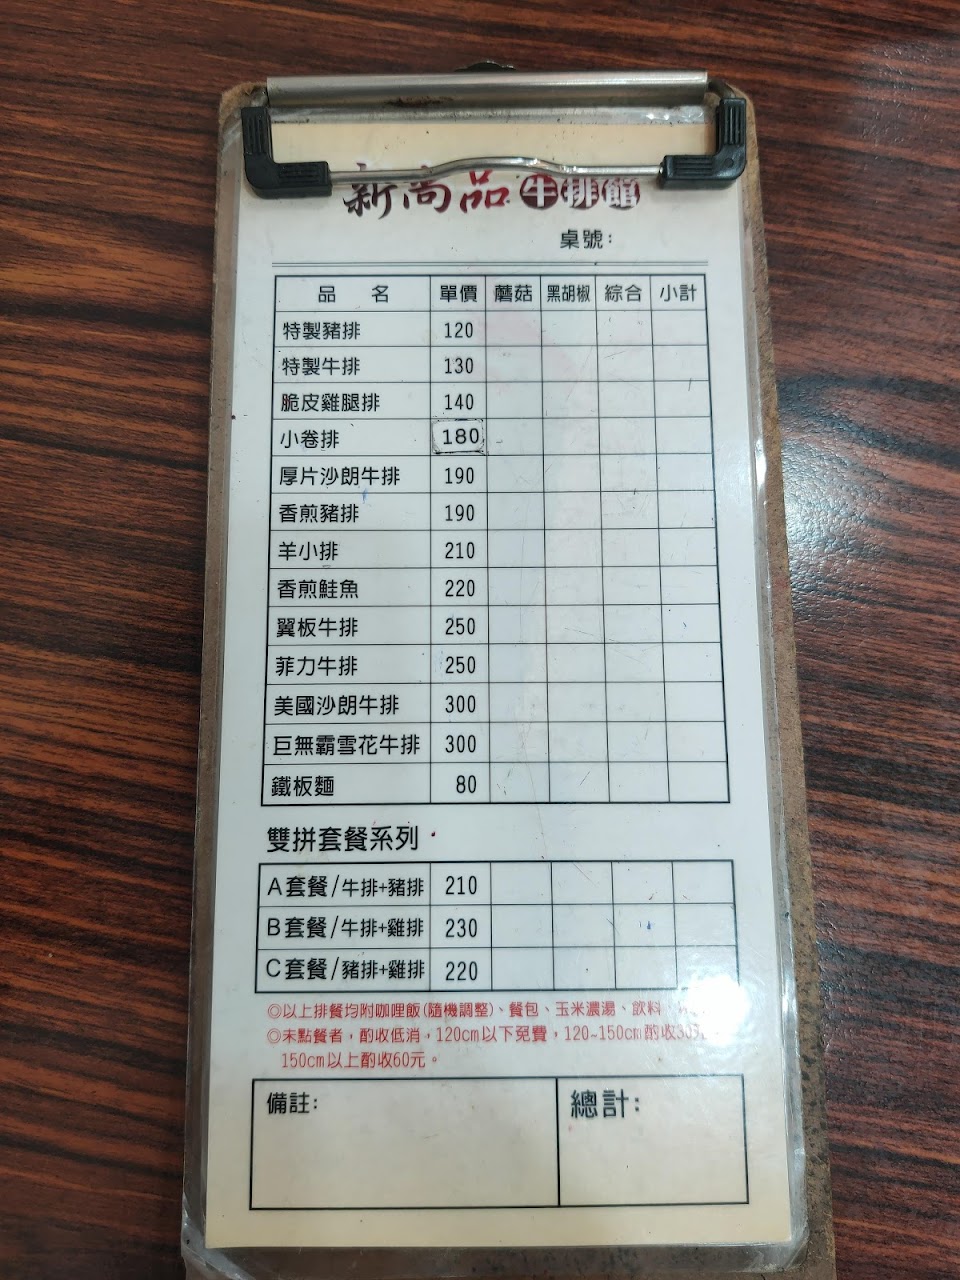 新尚品牛排館
桌號:
品 名 單價 蘑菇 黑胡椒 綜合 小計
特製豬排 120
特製牛排 130
脆皮雞腿排 140
小卷排 180
厚片沙朗牛排 190
香煎豬排 190
羊小排 210
香煎鮭魚 220
翼板牛排 250
菲力牛排 250
美國沙朗牛排 300
巨無霸雪花牛排 300
鐵板麵 80
雙拼套餐系列
A套餐/牛排+豬排 210
B套餐/牛排+雞排 230
C套餐/豬排+雞排 220
◎以上排餐均附咖哩飯(隨機調整)、餐包、玉米濃湯、飲料
◎未點餐者，酌收低消，120cm以下免費，120~150cm酌收30元
150cm以上酌收60元。
備註:
總計: